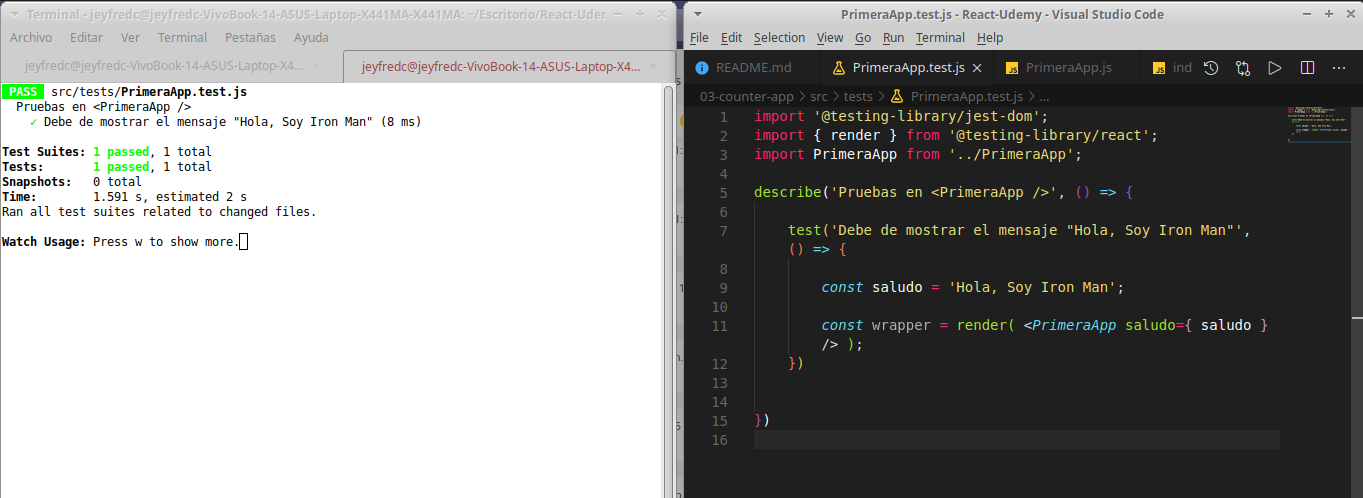 Terminal - jeyfredc@jeyfredc-VivoBook-14-ASUS-Laptop-X441MA-X441MA: ~/Escritorio/React-Uder
Archivo Editar Ver Terminal Pestañas Ayuda
jeyfredc@jeyfredc-VivoBook-14-ASUS-Laptop-X4... × jeyfredc@jeyfredc-VivoBook-14-ASUS-Laptop-X4... ×
PASS src/tests/PrimeraApp.test.js
Pruebas en <PrimeraApp />
✓ Debe de mostrar el mensaje "Hola, Soy Iron Man" (8 ms)
Test Suites: 1 passed, 1 total
Tests: 1 passed, 1 total
Snapshots: 0 total
Time: 1.591 s, estimated 2 s
Ran all test suites related to changed files.
Watch Usage: Press w to show more.
PrimeraApp.test.js - React-Udemy - Visual Studio Code
File Edit Selection View Go Run Terminal Help
README.md PrimeraApp.test.js × PrimeraApp.js JS ind
03-counter-app > src > tests > PrimeraApp.test.js > ...
1 import '@testing-library/jest-dom';
2 import { render } from '@testing-library/react';
3 import PrimeraApp from '../PrimeraApp';
4
5 describe('Pruebas en <PrimeraApp />', () => {
6
7 test('Debe de mostrar el mensaje "Hola, Soy Iron Man"',
() => {
8
9 const saludo = 'Hola, Soy Iron Man';
10
11 const wrapper = render( <PrimeraApp saludo={ saludo }
/> );
12 })
13
14
15 })
16